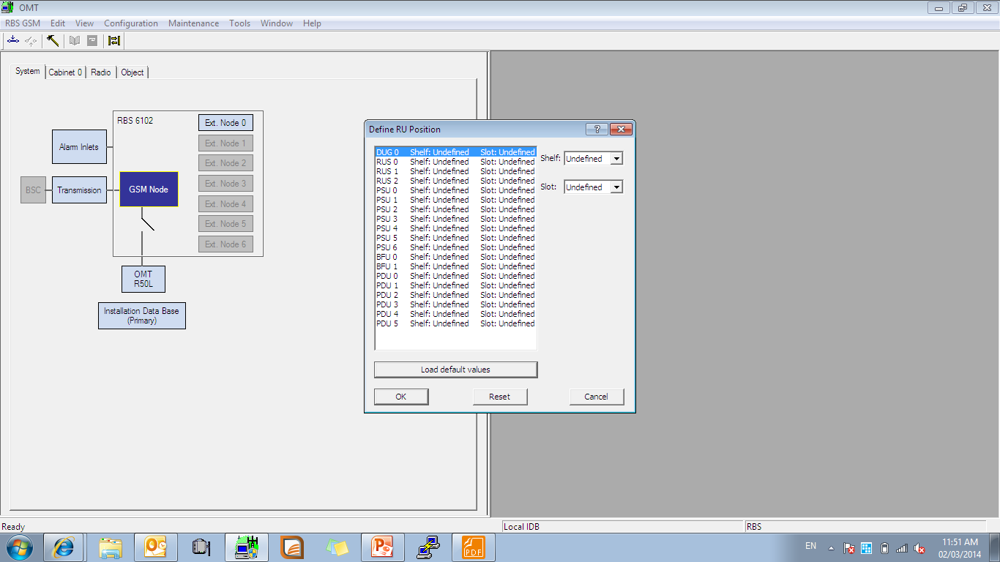 OMT
RBS GSM Edit View Configuration Maintenance Tools Window Help
System Cabinet 0 Radio Object
RBS 6102
Ext. Node 0
Alarm Inlets
Ext. Node 1
Ext. Node 2
BSC Transmission GSM Node Ext. Node 3
Ext. Node 4
Ext. Node 5
Ext. Node 6
OMT
R50L
Installation Data Base
(Primary)
Define RU Position
DUG 0 Shelf: Undefined Slot: Undefined
RUS 0 Shelf: Undefined Slot: Undefined
RUS 1 Shelf: Undefined Slot: Undefined
RUS 2 Shelf: Undefined Slot: Undefined
PSU 0 Shelf: Undefined Slot: Undefined
PSU 1 Shelf: Undefined Slot: Undefined
PSU 2 Shelf: Undefined Slot: Undefined
PSU 3 Shelf: Undefined Slot: Undefined
PSU 4 Shelf: Undefined Slot: Undefined
PSU 5 Shelf: Undefined Slot: Undefined
PSU 6 Shelf: Undefined Slot: Undefined
BFU 0 Shelf: Undefined Slot: Undefined
BFU 1 Shelf: Undefined Slot: Undefined
PDU 0 Shelf: Undefined Slot: Undefined
PDU 1 Shelf: Undefined Slot: Undefined
PDU 2 Shelf: Undefined Slot: Undefined
PDU 3 Shelf: Undefined Slot: Undefined
PDU 4 Shelf: Undefined Slot: Undefined
PDU 5 Shelf: Undefined Slot: Undefined
Shelf: Undefined
Slot: Undefined
Load default values
OK Reset Cancel
Ready Local IDB RBS
PDF
EN
11:51 AM
02/03/2014